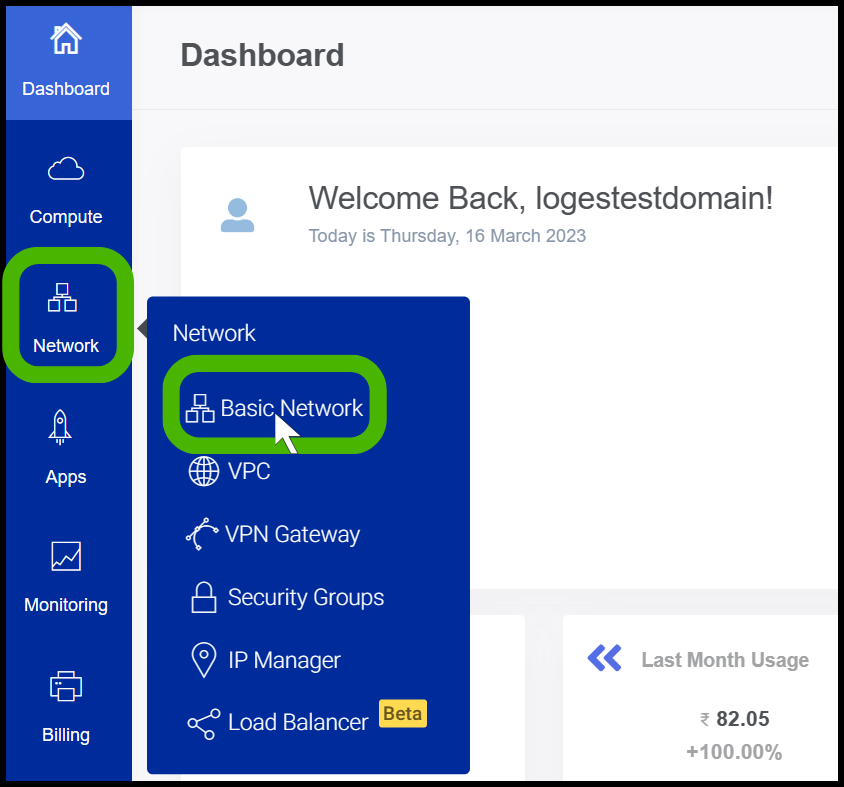 Dashboard
Dashboard
Compute
Network
Apps
Monitoring
Billing
Welcome Back, logestestdomain!
Today is Thursday, 16 March 2023
Network
Basic Network
VPC
VPN Gateway
Security Groups
IP Manager
Load Balancer Beta
Last Month Usage
₹ 82.05
+100.00%